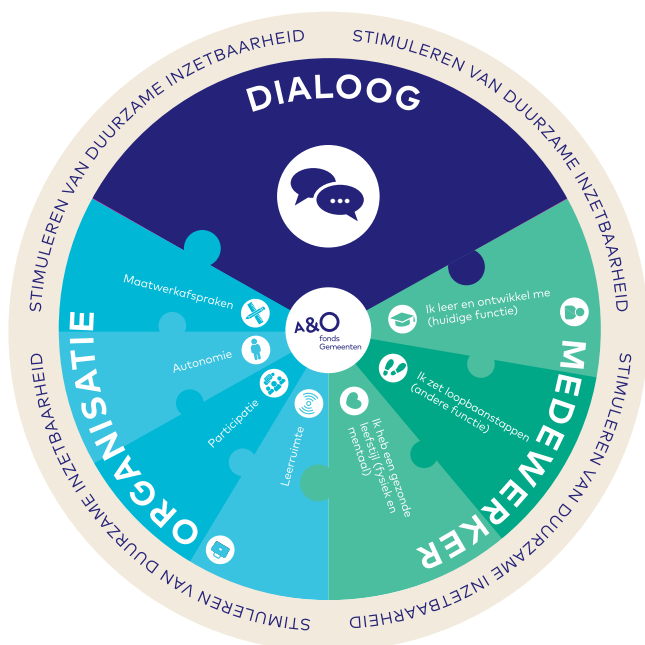 STIMULEREN VAN DUURZAME INZETBAARHEID
STIMULEREN VAN DUURZAME INZETBAARHEID
DIALOOG
Maatwerkafspraken
Autonomie
Participatie
Leerruimte
ORGANISATIE
A&O
fonds
Gemeenten
Ik leer en ontwikkel me
(huidige functie)
Ik zet loopbaanstappen
(andere functie)
Ik heb een gezonde
leefstijl (fysiek en
mentaal)
MEDEWERKER
STIMULEREN VAN DUURZAME INZETBAARHEID
STIMULEREN VAN DUURZAME INZETBAARHEID